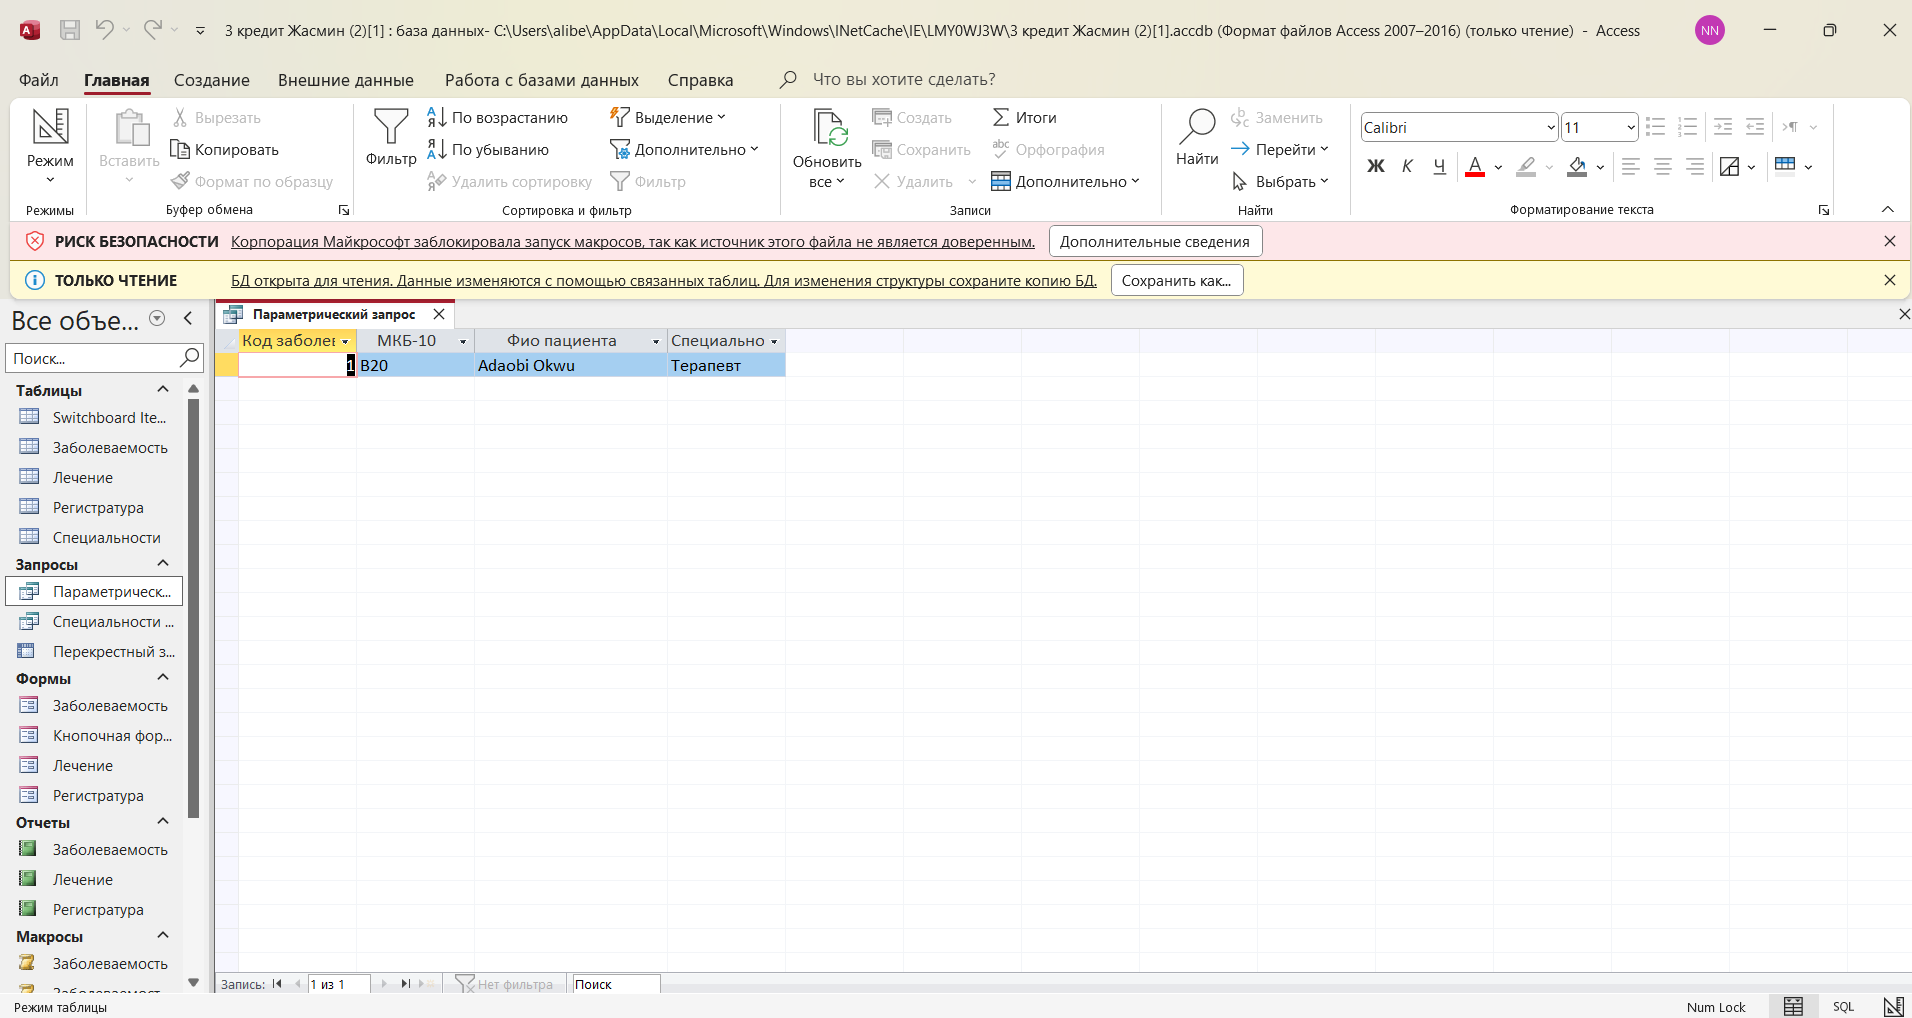 3 кредит Жасмин (2)[1] : база данных- C:\Users\alibe\AppData\Local\Microsoft\Windows\INetCache\IE\LMY0WJ3W\3 кредит Жасмин (2)[1].accdb (Формат файлов Access 2007–2016) (только чтение) - Access
NN
Файл Главная Создание Внешние данные Работа с базами данных Справка Что вы хотите сделать?
Режим
Режимы
Вставить
Вырезать
Копировать
Формат по образцу
Буфер обмена
Фильтр
По возрастанию
По убыванию
Удалить сортировку
Выделение
Дополнительно
Фильтр
Сортировка и фильтр
Обновить
все
Создать
Сохранить
Удалить
Итоги
Орфография
Дополнительно
Записи
Найти
Заменить
Перейти
Выбрать
Найти
Calibri
11
Ж К Ч А
Форматирование текста
РИСК БЕЗОПАСНОСТИ Корпорация Майкрософт заблокировала запуск макросов, так как источник этого файла не является доверенным. Дополнительные сведения
ТОЛЬКО ЧТЕНИЕ БД открыта для чтения. Данные изменяются с помощью связанных таблиц. Для изменения структуры сохраните копию БД. Сохранить как...
Все объе...
Поиск...
Таблицы
Switchboard Ite...
Заболеваемость
Лечение
Регистратура
Специальности
Запросы
Параметрическ...
Специальности ...
Перекрестный з...
Формы
Заболеваемость
Кнопочная фор...
Лечение
Регистратура
Отчеты
Заболеваемость
Лечение
Регистратура
Макросы
Заболеваемость
Параметрический запрос
Код заболев МКБ-10 Фио пациента Специально
1 B20 Adaobi Okwu Терапевт
Запись: 1 из 1 Нет фильтра Поиск
Режим таблицы
Num Lock
SQL